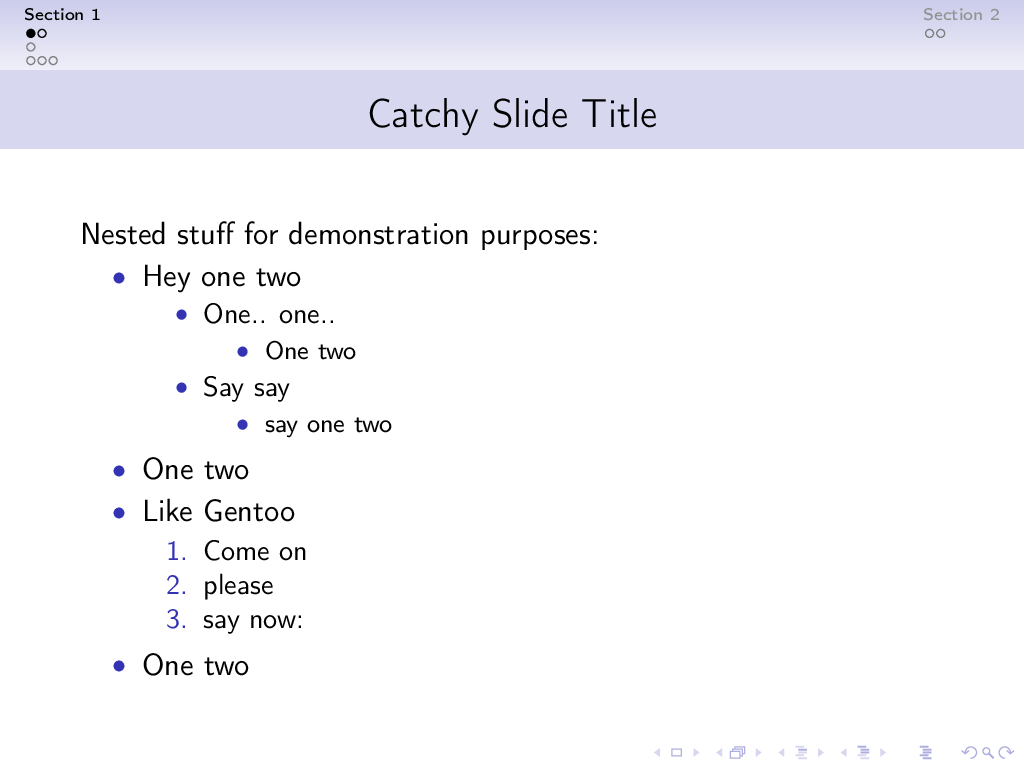 Section 1
Section 2
Catchy Slide Title
Nested stuff for demonstration purposes:
• Hey one two
• One.. one..
• One two
• Say say
• say one two
• One two
• Like Gentoo
1. Come on
2. please
3. say now:
• One two